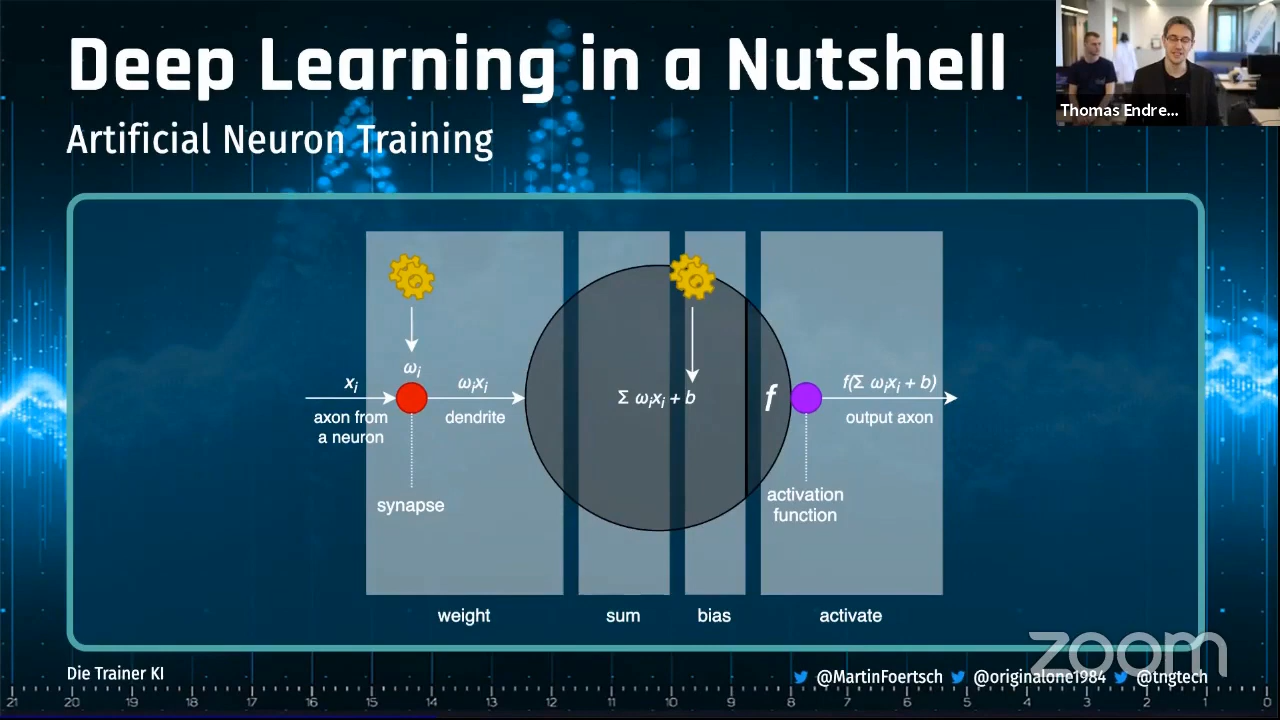 Deep Learning in a Nutshell
Thomas Endre...
Artificial Neuron Training
ωi
xi
ωixi
Σ ωixi + b
f
f(Σ ωixi + b)
axon from
a neuron
dendrite
output axon
synapse
activation
function
weight
sum
bias
activate
zoom
Die Trainer KI
@MartinFoertsch
@originalone1984
@tngtech
21 20 19 18 17 16 15 14 13 12 11 10 9 8 7 6 5 4 3 2 1 0